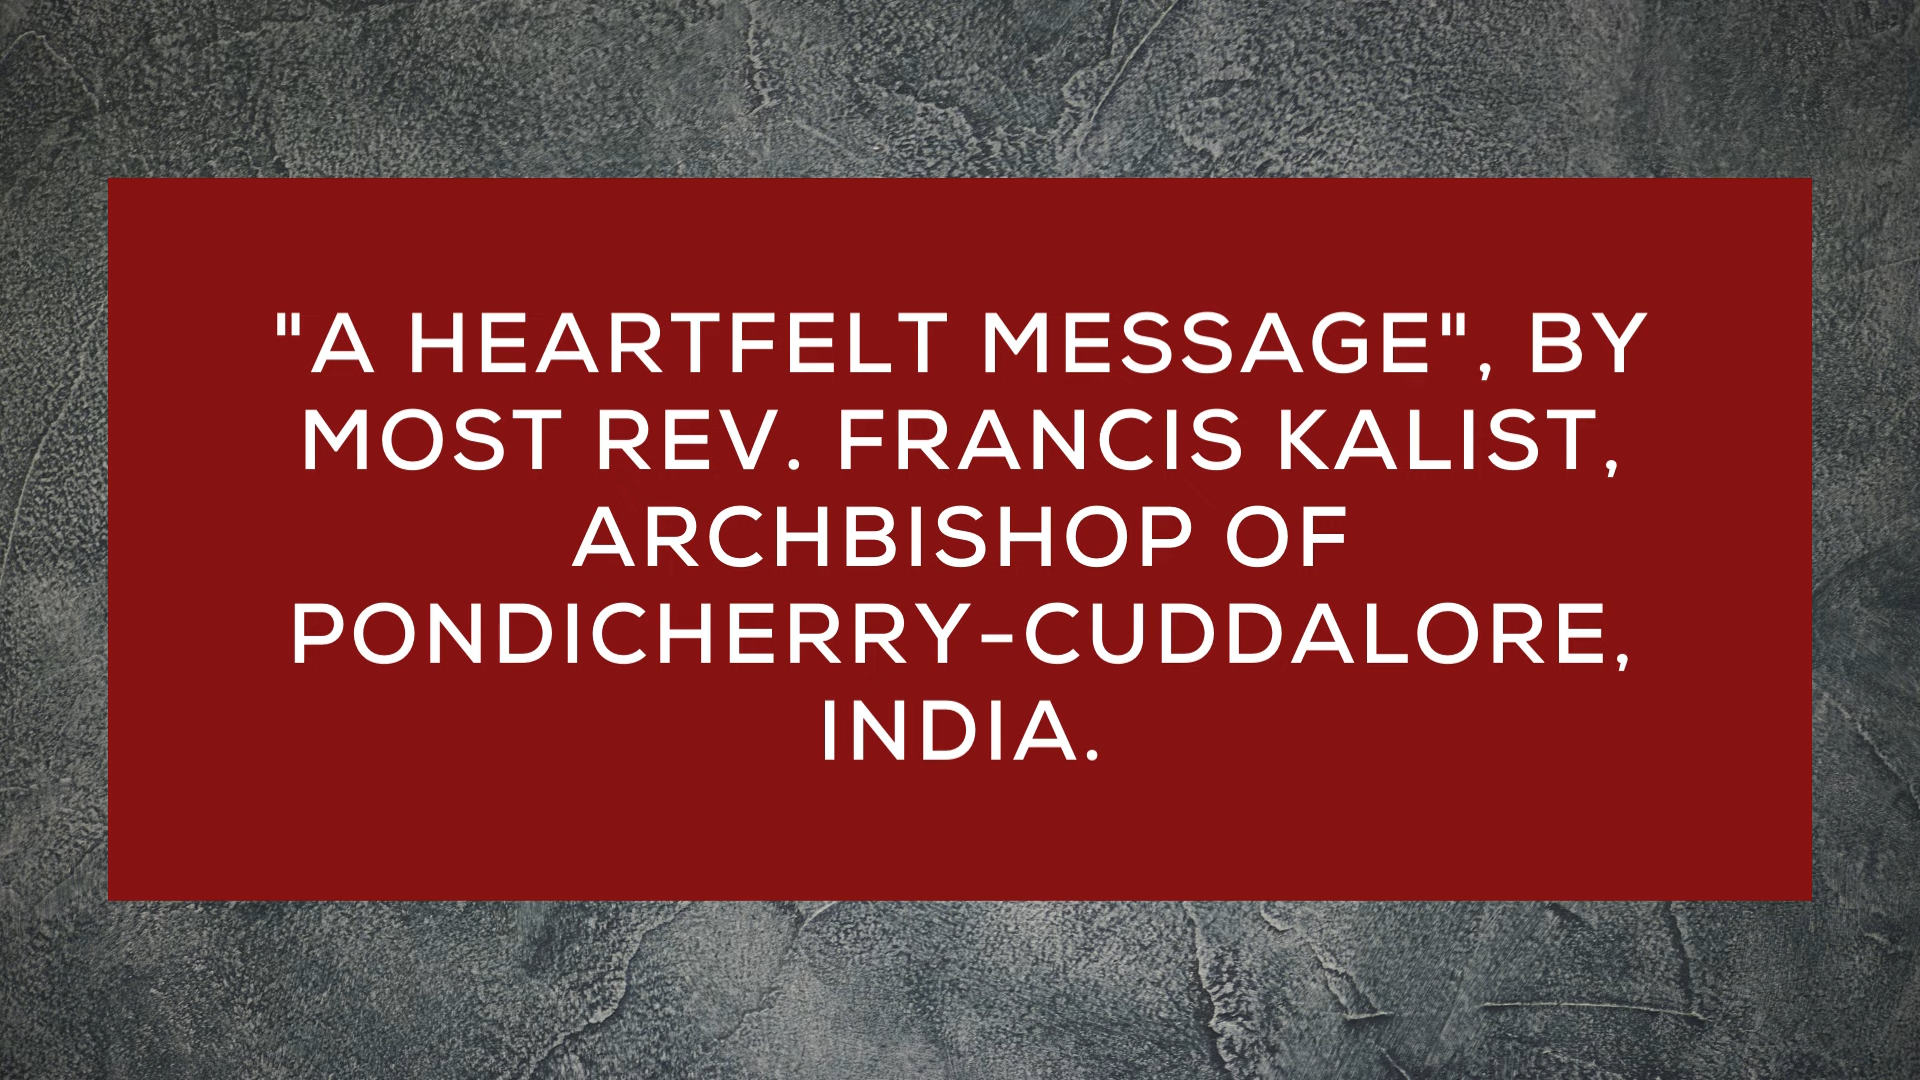 "A HEARTFELT MESSAGE", BY
MOST REV. FRANCIS KALIST,
ARCHBISHOP OF
PONDICHERRY-CUDDALORE,
INDIA.